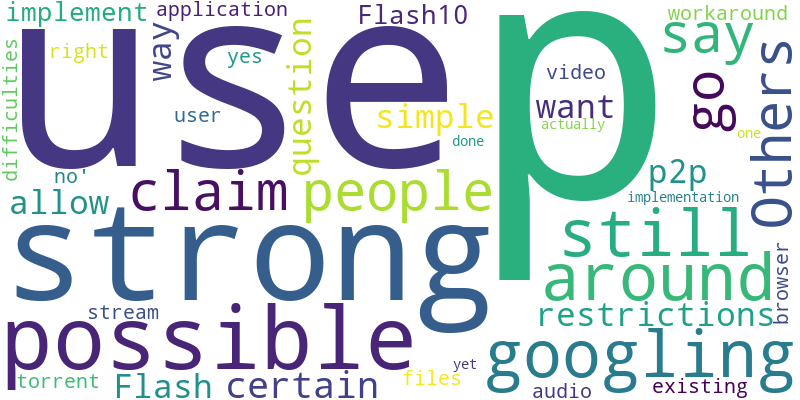 implement
application
Flash10
workaround
use
p
say
right
way
yes
question
video
go
Others
difficulties
user
simple
want
actually
one
done
no'
claim
people
p2p
allow
implementation
strong
still
around
browser
possible
stream
restrictions
googling
torrent
Flash
certain
files
yet
audio
existing